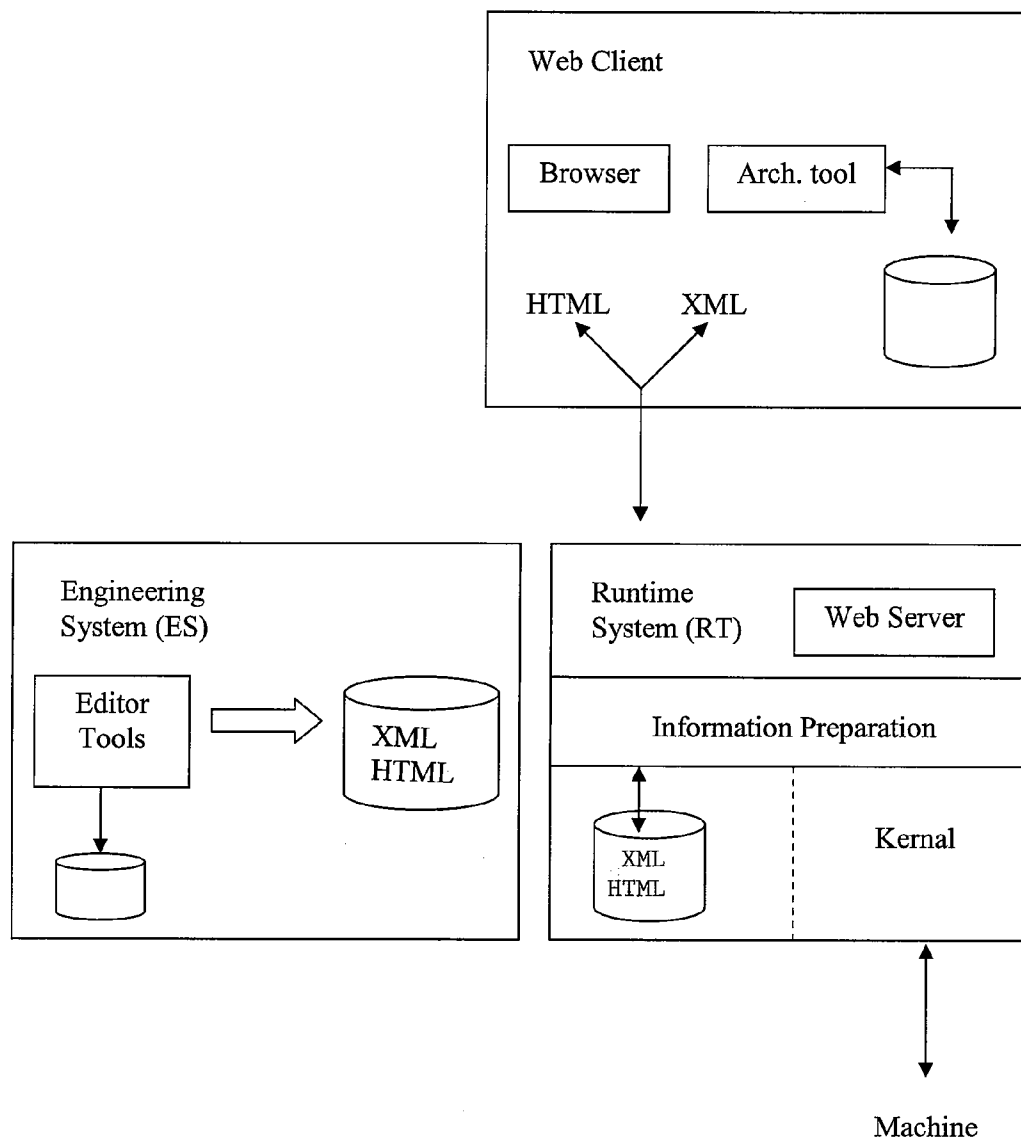 Web Client
Browser
Arch. tool
HTML
XML
Engineering
System (ES)
Editor
Tools
XML
HTML
Runtime
System (RT)
Web Server
Information Preparation
XML
HTML
Kernal
Machine